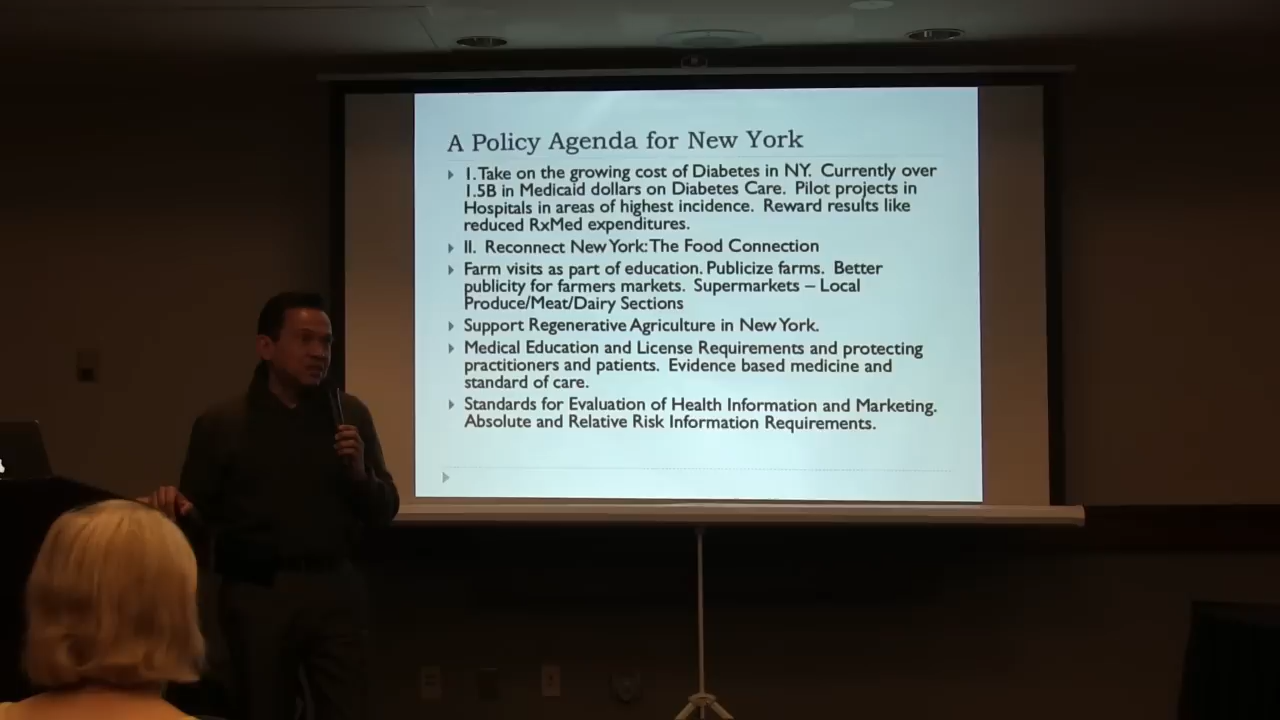 A Policy Agenda for New York
I. Take on the growing cost of Diabetes in NY. Currently over
1.5B in Medicaid dollars on Diabetes Care. Pilot projects in
Hospitals in areas of highest incidence. Reward results like
reduced RxMed expenditures.
II. Reconnect New York: The Food Connection
Farm visits as part of education. Publicize farms. Better
publicity for farmers markets. Supermarkets – Local
Produce/Meat/Dairy Sections
Support Regenerative Agriculture in New York.
Medical Education and License Requirements and protecting
practitioners and patients. Evidence based medicine and
standard of care.
Standards for Evaluation of Health Information and Marketing.
Absolute and Relative Risk Information Requirements.